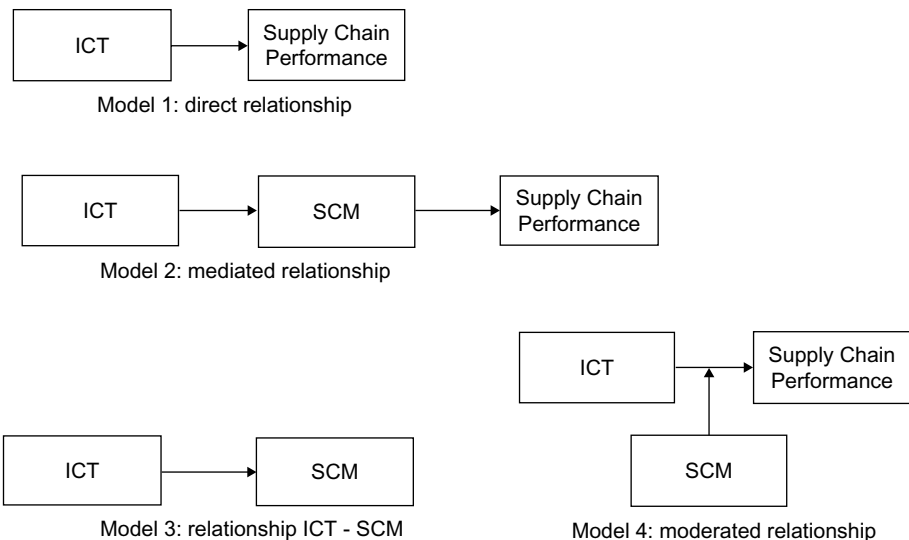 ICT
Supply Chain
Performance
Model 1: direct relationship
ICT
SCM
Supply Chain
Performance
Model 2: mediated relationship
ICT
SCM
Model 3: relationship ICT - SCM
ICT
Supply Chain
Performance
SCM
Model 4: moderated relationship